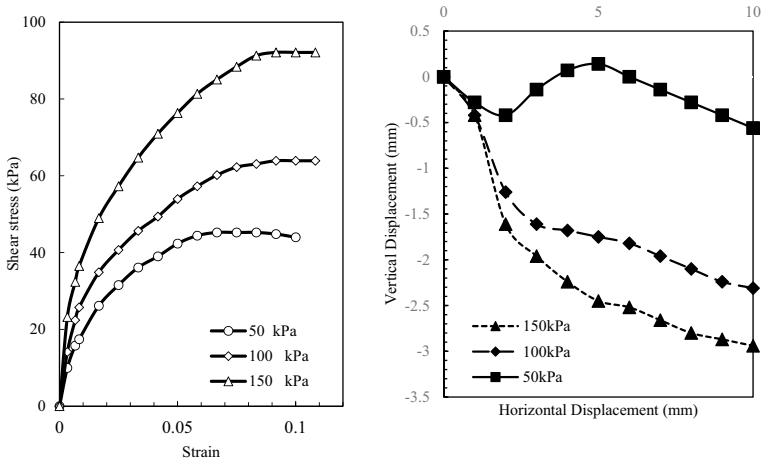 100
80
60
40
20
0
Shear stress (kPa)
50 kPa
100 kPa
150 kPa
0 0.05 0.1
Strain
0 5 10
0.5
0
-0.5
-1
-1.5
-2
-2.5
-3
-3.5
Vertical Displacement (mm)
150kPa
100kPa
50kPa
Horizontal Displacement (mm)